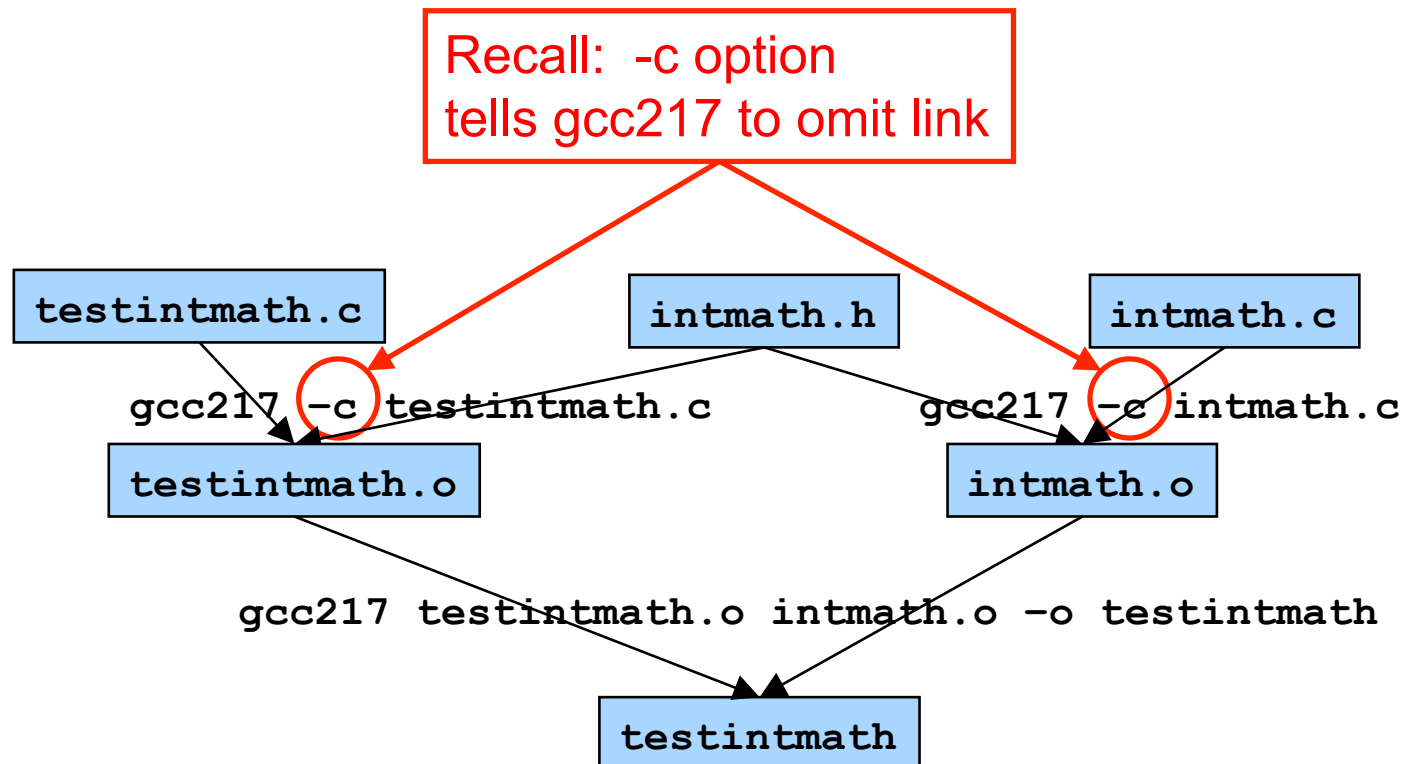 Recall: -c option
tells gcc217 to omit link
testintmath.c
intmath.h
intmath.c
gcc217 –c testintmath.c
gcc217 –c intmath.c
testintmath.o
intmath.o
gcc217 testintmath.o intmath.o –o testintmath
testintmath